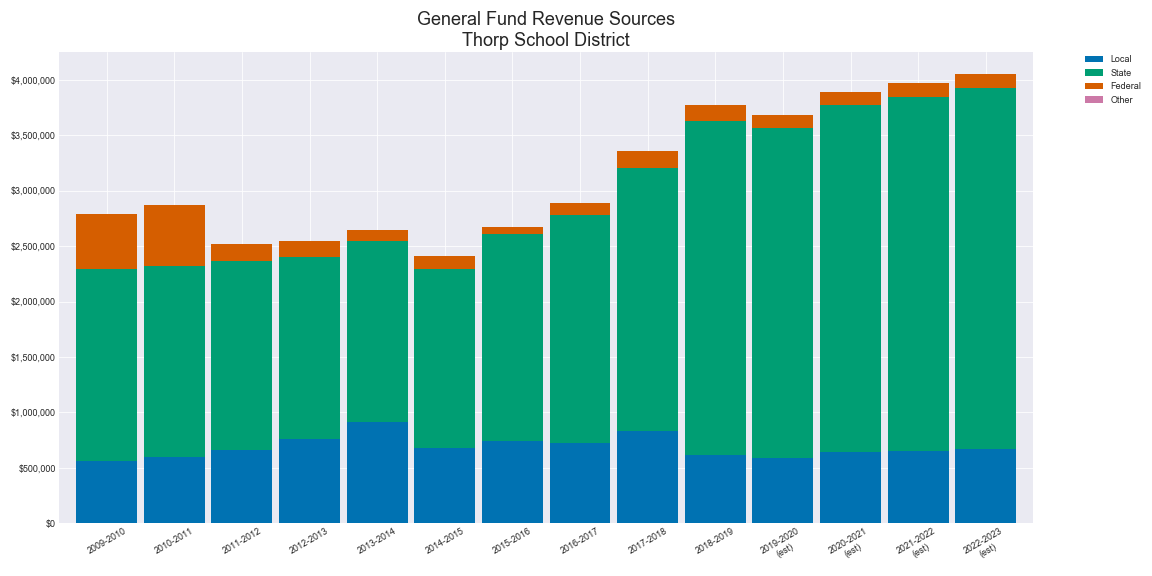 General Fund Revenue Sources
Thorp School District
Local
State
Federal
Other
$4,000,000
$3,500,000
$3,000,000
$2,500,000
$2,000,000
$1,500,000
$1,000,000
$500,000
$0
2009-2010
2010-2011
2011-2012
2012-2013
2013-2014
2014-2015
2015-2016
2016-2017
2017-2018
2018-2019
2019-2020
(est)
2020-2021
(est)
2021-2022
(est)
2022-2023
(est)